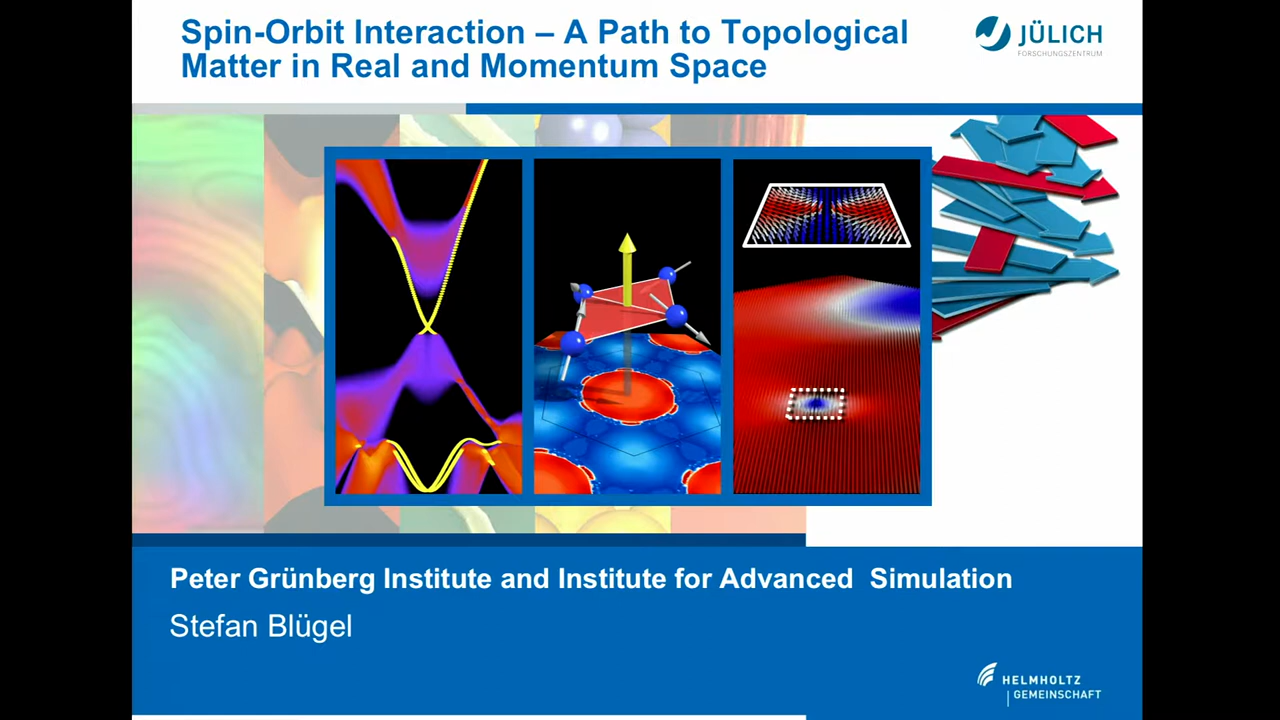 Spin-Orbit Interaction – A Path to Topological
Matter in Real and Momentum Space
JÜLICH
FORSCHUNGSZENTRUM
Peter Grünberg Institute and Institute for Advanced  Simulation
Stefan Blügel
HELMHOLTZ
GEMEINSCHAFT